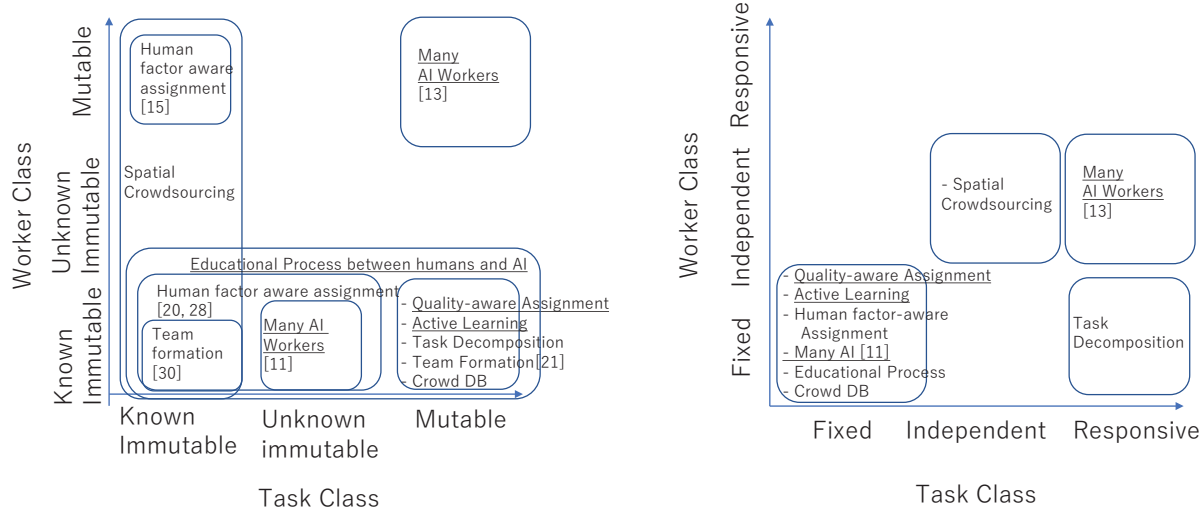 Worker Class
Mutable
Unknown
Immutable
Known
Immutable
Human
factor aware
assignment
[15]
Many
AI Workers
[13]
Spatial
Crowdsourcing
Educational Process between humans and AI
Human factor aware assignment
[20, 28]
Team
formation
[30]
Many AI
Workers
[11]
- Quality-aware Assignment
- Active Learning
- Task Decomposition
- Team Formation[21]
- Crowd DB
Known
Immutable
Unknown
immutable
Mutable
Task Class
Worker Class
Responsive
Independent
Fixed
- Spatial
Crowdsourcing
Many
AI Workers
[13]
- Quality-aware Assignment
- Active Learning
- Human factor-aware
Assignment
- Many AI [11]
- Educational Process
- Crowd DB
Task
Decomposition
Fixed
Independent
Responsive
Task Class